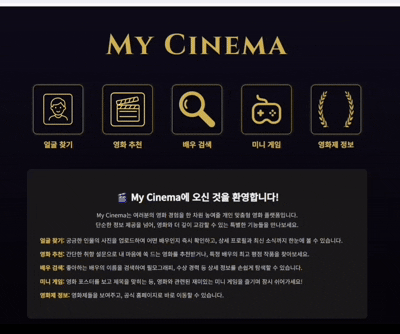 My Cinema
얼굴 찾기 영화 추천 배우 검색 미니 게임 영화제 정보
My Cinema에 오신 것을 환영합니다!
My Cinema는 여러분의 영화 경험을 한 차원 높여줄 개인 맞춤형 영화 플랫폼입니다.
단순한 정보 제공을 넘어, 영화와 더 깊이 교감할 수 있는 특별한 기능들을 만나보세요.
얼굴 찾기: 궁금한 인물의 사진을 업로드하여 어떤 배우인지 즉시 확인하고, 상세 프로필과 최신 소식까지 한눈에 볼 수 있습니다.
영화 추천: 간단한 취향 설문으로 내 마음에 쏙 드는 영화를 추천받거나, 특정 배우의 최고 평점 작품을 찾아보세요.
배우 검색: 좋아하는 배우의 이름을 검색하여 필모그래피, 수상 경력 등 상세 정보를 손쉽게 탐색할 수 있습니다.
미니 게임: 영화 포스터를 보고 제목을 맞히는 등, 영화와 관련된 재미있는 미니 게임을 즐기며 잠시 쉬어가세요!
영화제 정보: 영화제들을 보여주고, 공식 홈페이지로 바로 이동할 수 있습니다.